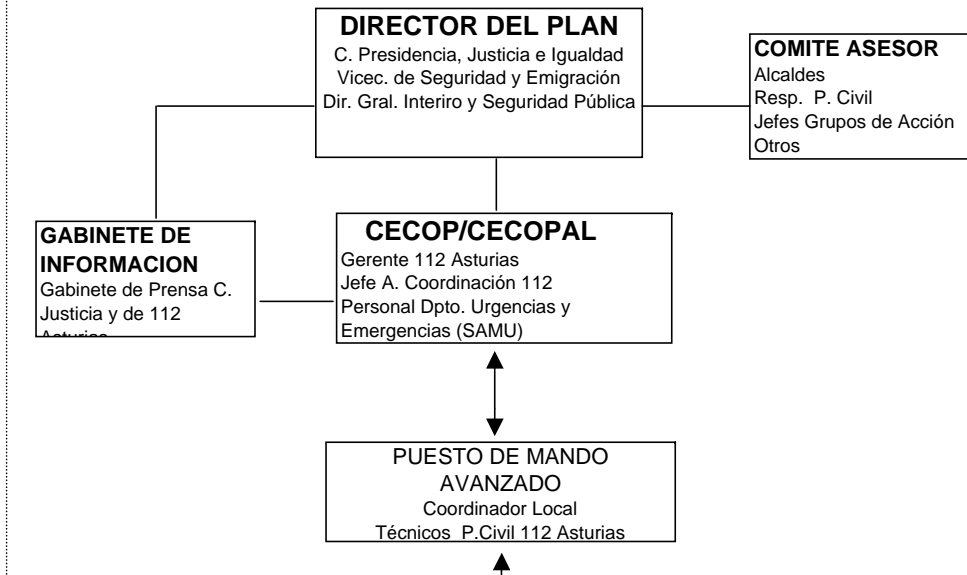 DIRECTOR DEL PLAN
C. Presidencia, Justicia e Igualdad
Vicec. de Seguridad y Emigración
Dir. Gral. Interiro y Seguridad Pública
COMITE ASESOR
Alcaldes
Resp. P. Civil
Jefes Grupos de Acción
Otros
GABINETE DE
INFORMACION
Gabinete de Prensa C.
Justicia y de 112
Asturias
CECOP/CECOPAL
Gerente 112 Asturias
Jefe A. Coordinación 112
Personal Dpto. Urgencias y
Emergencias (SAMU)
PUESTO DE MANDO
AVANZADO
Coordinador Local
Técnicos P.Civil 112 Asturias